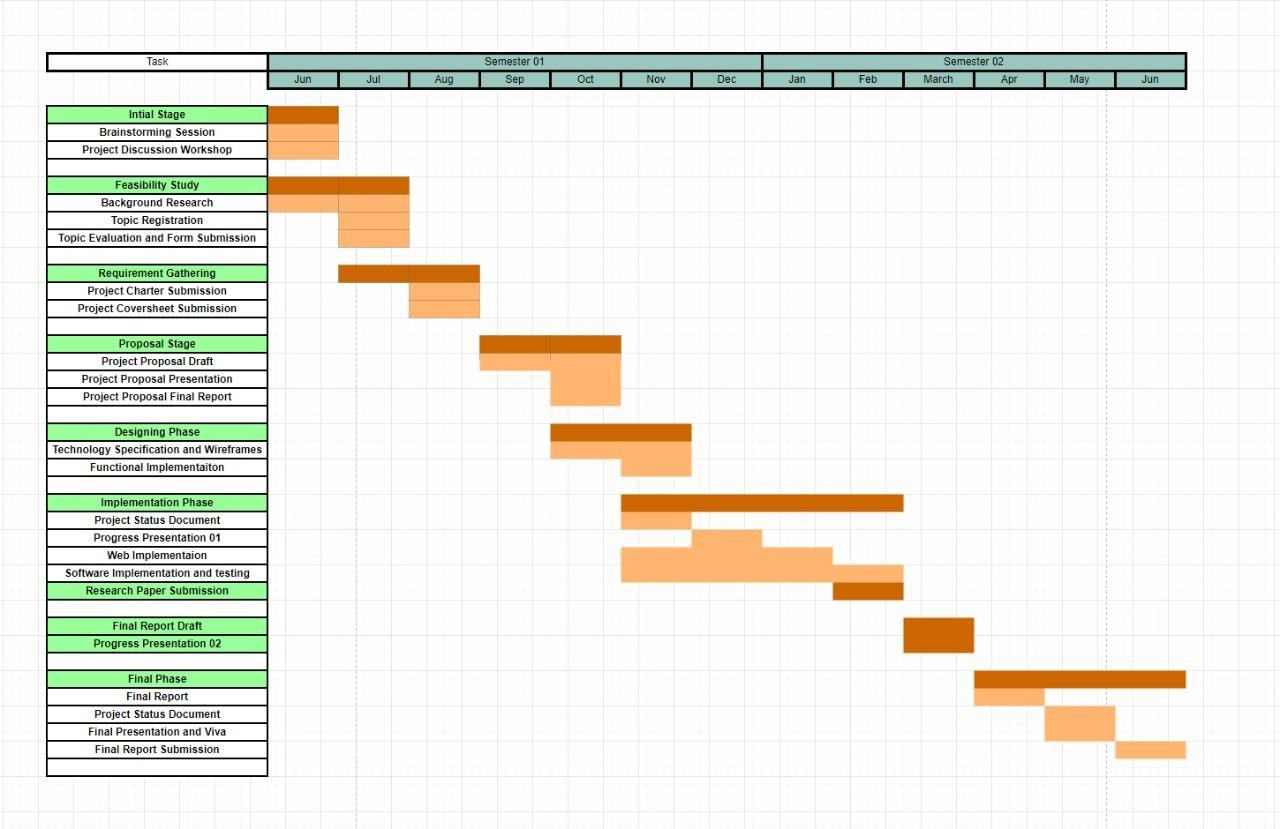 Task Semester 01 Semester 02
Jun Jul Aug Sep Oct Nov Dec Jan Feb March Apr May Jun
Intial Stage
Brainstorming Session
Project Discussion Workshop
Feasibility Study
Background Research
Topic Registration
Topic Evaluation and Form Submission
Requirement Gathering
Project Charter Submission
Project Coversheet Submission
Proposal Stage
Project Proposal Draft
Project Proposal Presentation
Project Proposal Final Report
Designing Phase
Technology Specification and Wireframes
Functional Implementaiton
Implementation Phase
Project Status Document
Progress Presentation 01
Web Implementaion
Software Implementation and testing
Research Paper Submission
Final Report Draft
Progress Presentation 02
Final Phase
Final Report
Project Status Document
Final Presentation and Viva
Final Report Submission